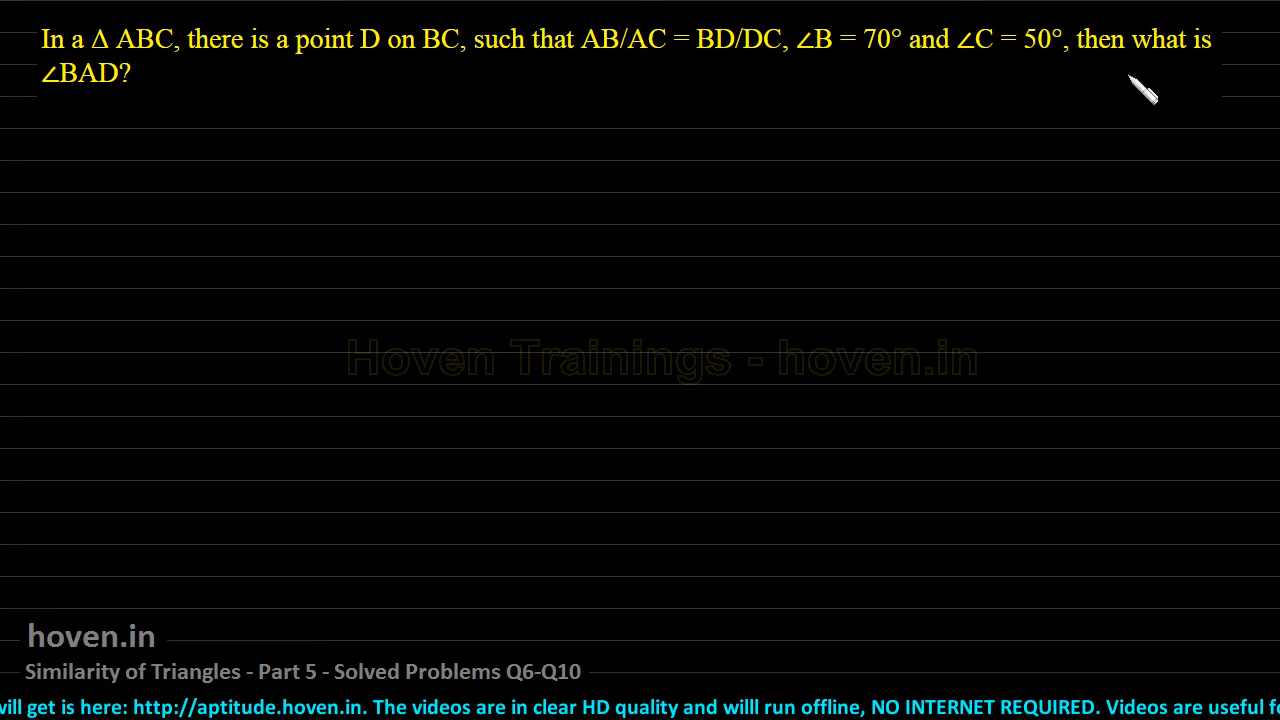 In a Δ ABC, there is a point D on BC, such that AB/AC = BD/DC, ∠B = 70° and ∠C = 50°, then what is
∠BAD?
Hoven Trainings - hoven.in
hoven.in
Similarity of Triangles - Part 5 - Solved Problems Q6-Q10
will get is here: http://aptitude.hoven.in. The videos are in clear HD quality and willl run offline, NO INTERNET REQUIRED. Videos are useful f